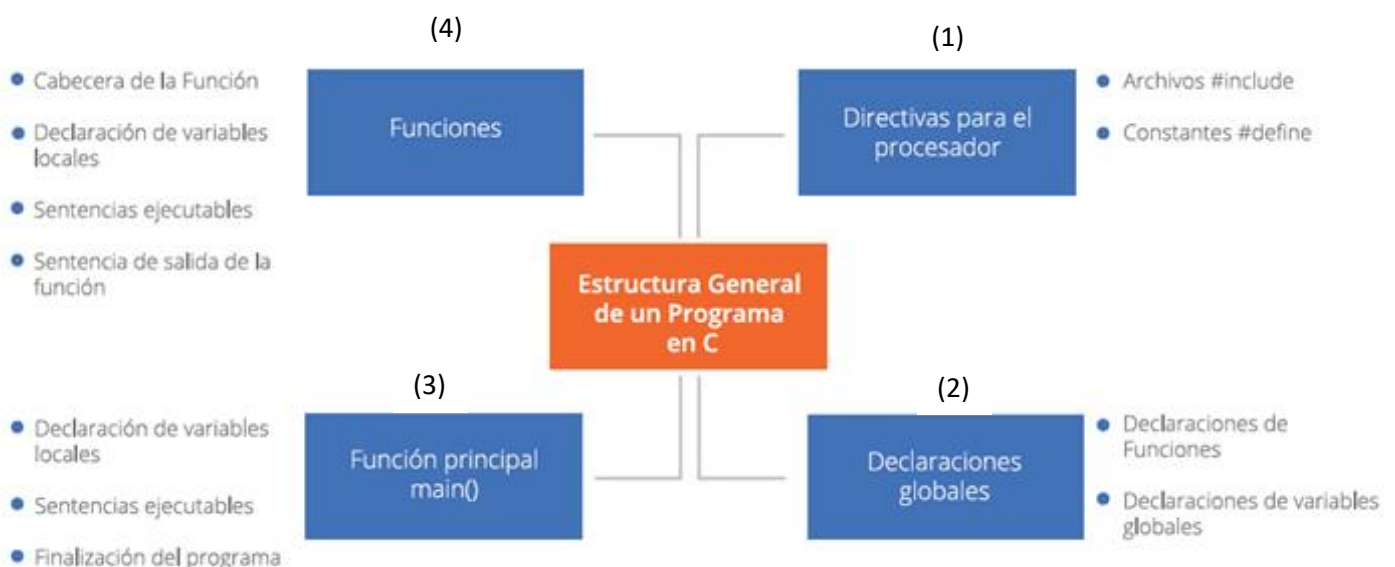 (4)
Funciones
Cabecera de la Función
Declaración de variables
locales
Sentencias ejecutables
Sentencia de salida de la
función
(1)
Directivas para el
procesador
Archivos #include
Constantes #define
Estructura General
de un Programa
en C
(3)
Función principal
main()
Declaración de variables
locales
Sentencias ejecutables
Finalización del programa
(2)
Declaraciones
globales
Declaraciones de
Funciones
Declaraciones de variables
globales